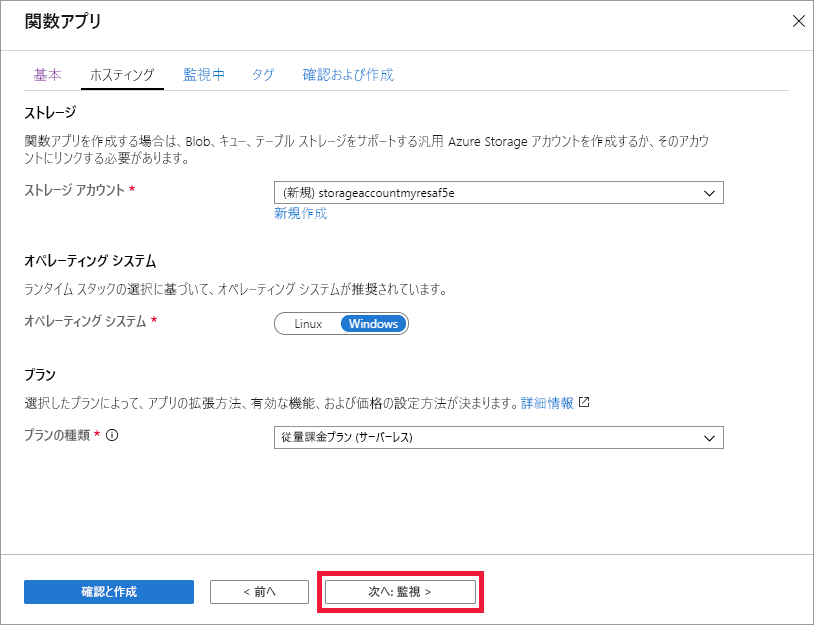 関数アプリ
基本 ホスティング 監視中 タグ 確認および作成
ストレージ
関数アプリを作成する場合は、Blob、キュー、テーブル ストレージをサポートする汎用 Azure Storage アカウントを作成するか、そのアカウ
ントにリンクする必要があります。
ストレージ アカウント * (新規) storageaccountmyresaf5e
新規作成
オペレーティング システム
ランタイム スタックの選択に基づいて、オペレーティング システムが推奨されています。
オペレーティング システム * Linux Windows
プラン
選択したプランによって、アプリの拡張方法、有効な機能、および価格の設定方法が決まります。詳細情報
プランの種類 * 従量課金プラン (サーバーレス)
確認と作成 < 前へ 次へ: 監視 >